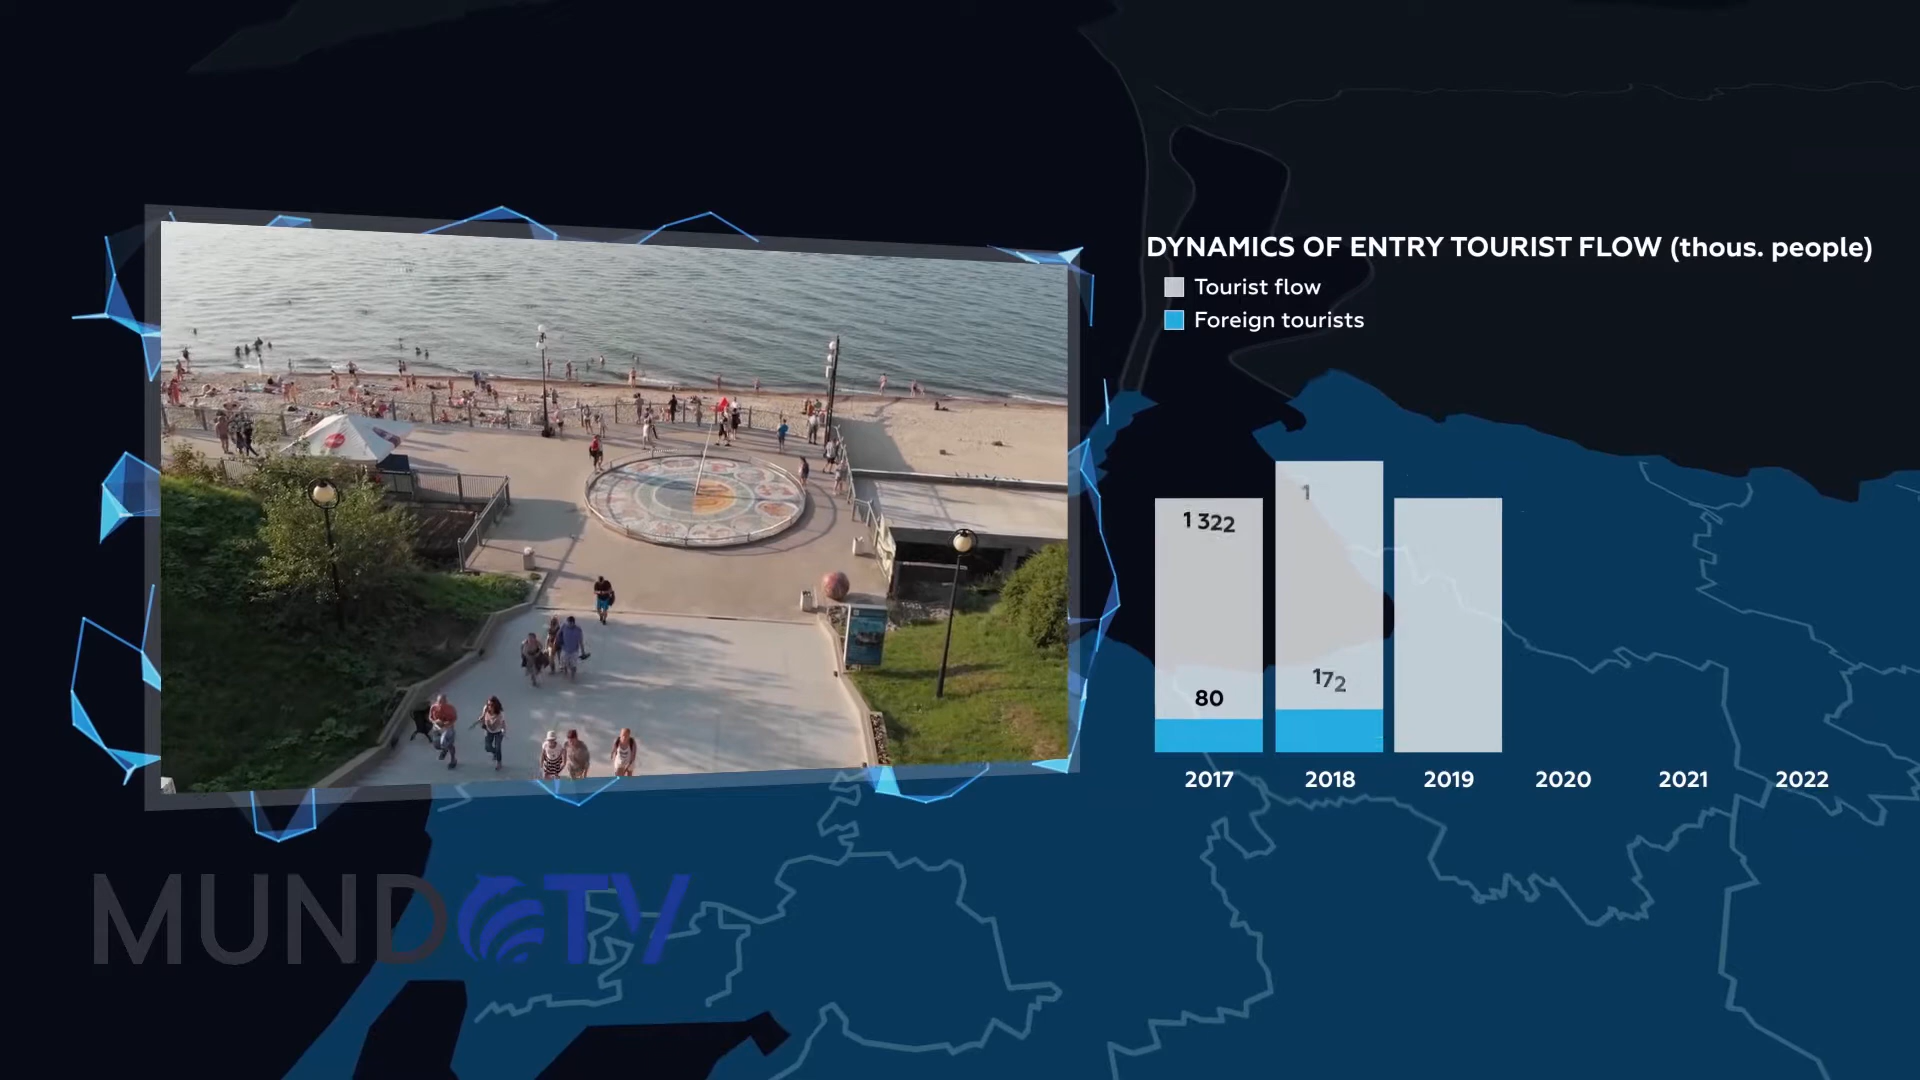 DYNAMICS OF ENTRY TOURIST FLOW (thous. people)
Tourist flow
Foreign tourists
1
1 322
172
80
2017 2018 2019 2020 2021 2022
MUNDOTV